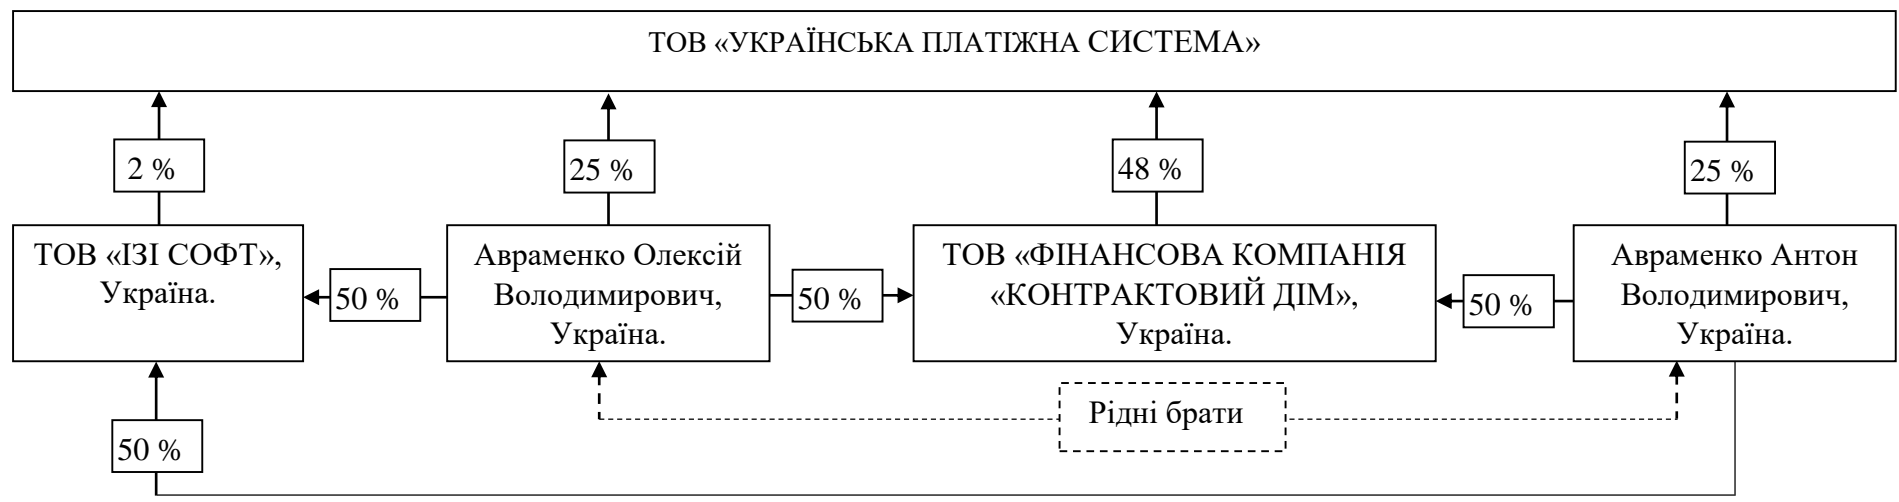 ТОВ «УКРАЇНСЬКА ПЛАТІЖНА СИСТЕМА»
2 %
25 %
48 %
25 %
ТОВ «ІЗІ СОФТ»,
Україна.
50 %
Авраменко Олексій
Володимирович,
Україна.
50 %
ТОВ «ФІНАНСОВА КОМПАНІЯ
«КОНТРАКТОВИЙ ДІМ»,
Україна.
50 %
Авраменко Антон
Володимирович,
Україна.
Рідні брати
50 %